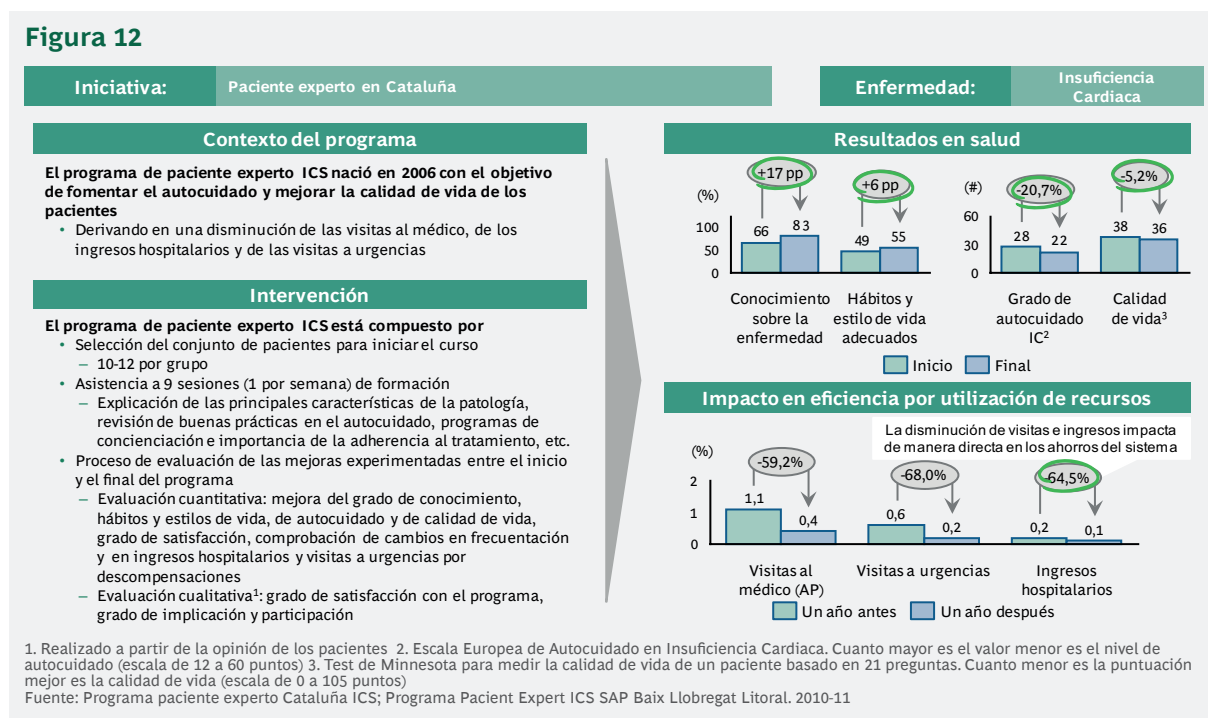 Figura 12
Iniciativa:
Paciente experto en Cataluña
Enfermedad:
Insuficiencia
Cardiaca
Contexto del programa
El programa de paciente experto ICS nació en 2006 con el objetivo
de fomentar el autocuidado y mejorar la calidad de vida de los
pacientes
• Derivando en una disminución de las visitas al médico, de los
ingresos hospitalarios y de las visitas a urgencias
Intervención
El programa de paciente experto ICS está compuesto por
• Selección del conjunto de pacientes para iniciar el curso
– 10-12 por grupo
• Asistencia a 9 sesiones (1 por semana) de formación
– Explicación de las principales características de la patología,
revisión de buenas prácticas en el autocuidado, programas de
concienciación e importancia de la adherencia al tratamiento, etc.
• Proceso de evaluación de las mejoras experimentadas entre el inicio
y el final del programa
– Evaluación cuantitativa: mejora del grado de conocimiento,
hábitos y estilos de vida, de autocuidado y de calidad de vida,
grado de satisfacción, comprobación de cambios en frecuentación
y en ingresos hospitalarios y visitas a urgencias por
descompensaciones
– Evaluación cualitativa¹: grado de satisfacción con el programa,
grado de implicación y participación
Resultados en salud
+17 pp
+6 pp
-20,7%
-5,2%
(%)
100
50
0
66
83
49
55
(#)
60
30
0
28
22
38
36
Conocimiento
sobre la
enfermedad
Hábitos y
estilo de vida
adecuados
Grado de
autocuidado
IC²
Calidad
de vida³
Inicio
Final
Impacto en eficiencia por utilización de recursos
La disminución de visitas e ingresos impacta
de manera directa en los ahorros del sistema
(%)
-59,2%
-68,0%
-64,5%
2
1
0
1,1
0,4
0,6
0,2
0,2
0,1
Visitas al
médico (AP)
Visitas a urgencias
Ingresos
hospitalarios
Un año antes
Un año después
1. Realizado a partir de la opinión de los pacientes 2. Escala Europea de Autocuidado en Insuficiencia Cardiaca. Cuanto mayor es el valor menor es el nivel de
autocuidado (escala de 12 a 60 puntos) 3. Test de Minnesota para medir la calidad de vida de un paciente basado en 21 preguntas. Cuanto menor es la puntuación
mejor es la calidad de vida (escala de 0 a 105 puntos)
Fuente: Programa paciente experto Cataluña ICS; Programa Pacient Expert ICS SAP Baix Llobregat Litoral. 2010-11